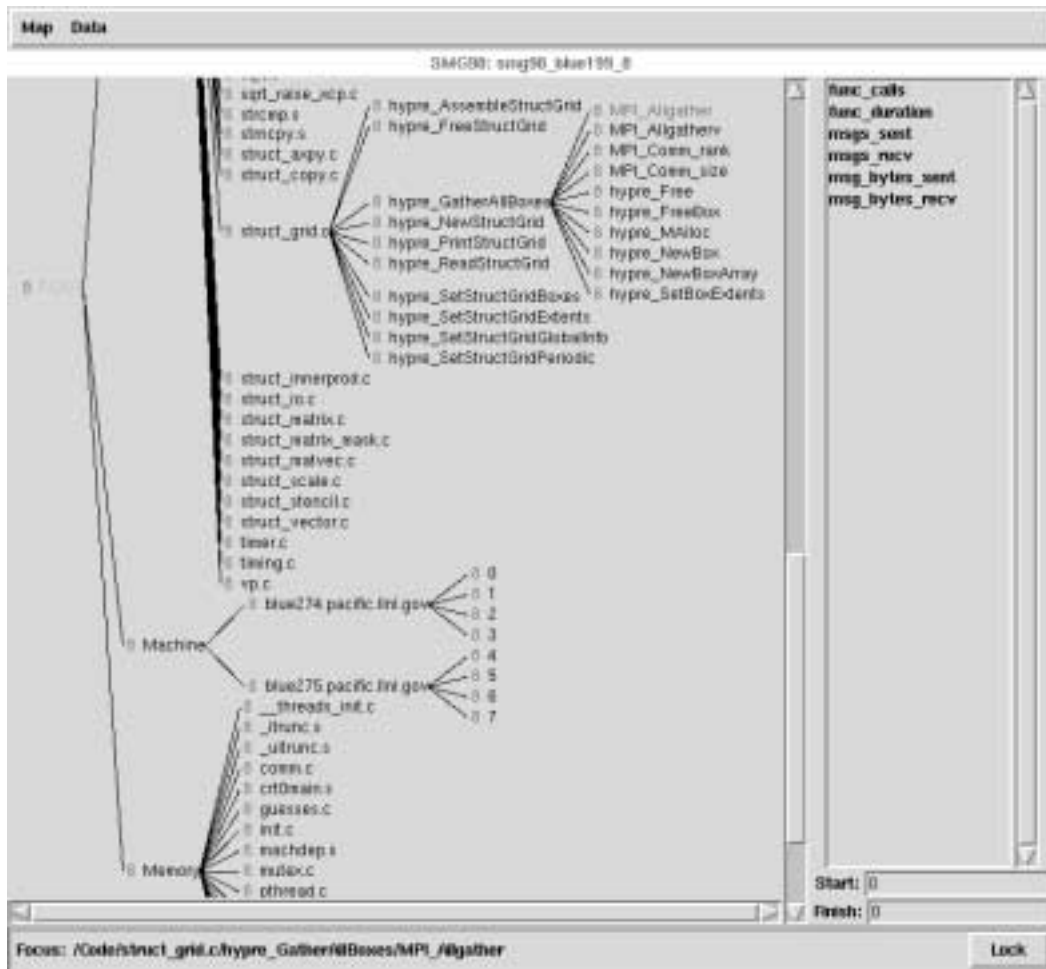 Map Data
SMG98: smg98_blue199_8
sqrt_raise_xcp.c
strcmp.s
strncpy.s
struct_axpy.c
struct_copy.c
struct_grid.c
hypre_AssembleStructGrid
hypre_FreeStructGrid
hypre_GatherAllBoxes
hypre_NewStructGrid
hypre_PrintStructGrid
hypre_ReadStructGrid
hypre_SetStructGridBoxes
hypre_SetStructGridExtents
hypre_SetStructGridGlobalInfo
hypre_SetStructGridPeriodic
MPI_Allgather
MPI_Allgatherv
MPI_Comm_rank
MPI_Comm_size
hypre_Free
hypre_FreeBox
hypre_MAlloc
hypre_NewBox
hypre_NewBoxArray
hypre_SetBoxExtents
struct_innerprod.c
struct_io.c
struct_matrix.c
struct_matrix_mask.c
struct_matvec.c
struct_scale.c
struct_stencil.c
struct_vector.c
timer.c
timing.c
vp.c
Machine
blue274.pacific.llnl.gov
0
1
2
3
blue275.pacific.llnl.gov
4
5
6
7
Memory
__threads_init.c
_itrunc.s
_uitrunc.s
comm.c
crt0main.s
guesses.c
init.c
machdep.s
mutex.c
pthread.c
func_calls
func_duration
msgs_sent
msgs_recv
msg_bytes_sent
msg_bytes_recv
Start: 0
Finish: 0
Focus: /Code/struct_grid.c/hypre_GatherAllBoxes/MPI_Allgather
Lock